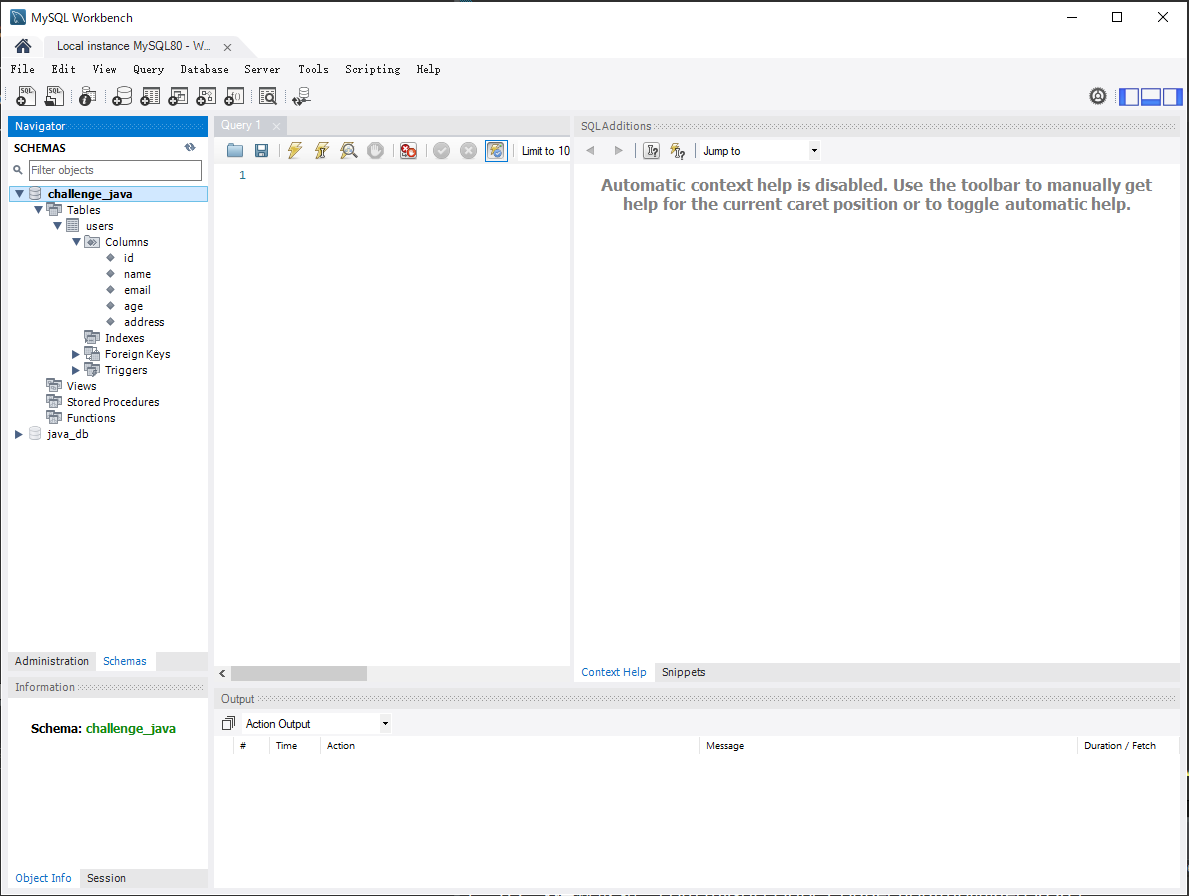 MySQL Workbench
Local instance MySQL80 - W...
File Edit View Query Database Server Tools Scripting Help
Navigator
SCHEMAS
Filter objects
challenge_java
Tables
users
Columns
id
name
email
age
address
Indexes
Foreign Keys
Triggers
Views
Stored Procedures
Functions
java_db
Administration Schemas
Information
Schema: challenge_java
Object Info Session
Query 1
Limit to 10
1
SQLAdditions
Jump to
Automatic context help is disabled. Use the toolbar to manually get
help for the current caret position or to toggle automatic help.
Context Help Snippets
Output
Action Output
# Time Action Message Duration / Fetch